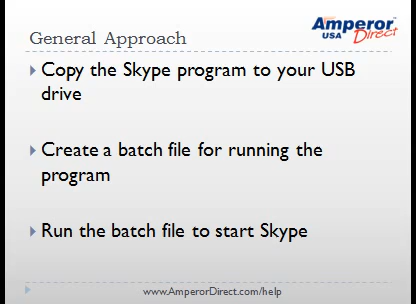 General Approach
Amperor
USA Direct
Copy the Skype program to your USB
drive
Create a batch file for running the
program
Run the batch file to start Skype
www.AmperorDirect.com/help